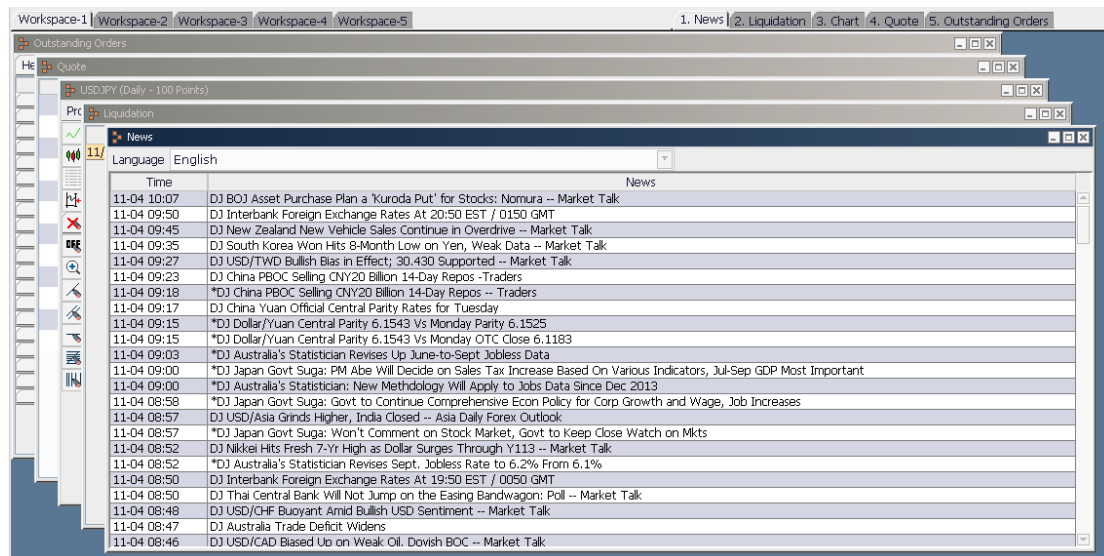 Workspace-1 Workspace-2 Workspace-3 Workspace-4 Workspace-5 1. News 2. Liquidation 3. Chart 4. Quote 5. Outstanding Orders
Outstanding Orders
Quote
USDJPY (Daily - 100 Points)
Liquidation
News
Language English
Time News
11-04 10:07 DJ BOJ Asset Purchase Plan a 'Kuroda Put' for Stocks: Nomura -- Market Talk
11-04 09:50 DJ Interbank Foreign Exchange Rates At 20:50 EST / 0150 GMT
11-04 09:45 DJ New Zealand New Vehicle Sales Continue in Overdrive -- Market Talk
11-04 09:35 DJ South Korea Won Hits 8-Month Low on Yen, Weak Data -- Market Talk
11-04 09:27 DJ USD/TWD Bullish Bias in Effect; 30.430 Supported -- Market Talk
11-04 09:23 DJ China PBOC Selling CNY20 Billion 14-Day Repos -Traders
11-04 09:18 *DJ China PBOC Selling CNY20 Billion 14-Day Repos -- Traders
11-04 09:17 DJ China Yuan Official Central Parity Rates for Tuesday
11-04 09:15 *DJ Dollar/Yuan Central Parity 6.1543 Vs Monday Parity 6.1525
11-04 09:15 *DJ Dollar/Yuan Central Parity 6.1543 Vs Monday OTC Close 6.1183
11-04 09:03 *DJ Australia's Statistician Revises Up June-to-Sept Jobless Data
11-04 09:00 *DJ Japan Govt Suga: PM Abe Will Decide on Sales Tax Increase Based On Various Indicators, Jul-Sep GDP Most Important
11-04 09:00 *DJ Australia's Statistician: New Methdology Will Apply to Jobs Data Since Dec 2013
11-04 08:58 *DJ Japan Govt Suga: Govt to Continue Comprehensive Econ Policy for Corp Growth and Wage, Job Increases
11-04 08:57 DJ USD/Asia Grinds Higher, India Closed -- Asia Daily Forex Outlook
11-04 08:57 *DJ Japan Govt Suga: Won't Comment on Stock Market, Govt to Keep Close Watch on Mkts
11-04 08:52 DJ Nikkei Hits Fresh 7-Yr High as Dollar Surges Through Y113 -- Market Talk
11-04 08:52 *DJ Australia's Statistician Revises Sept. Jobless Rate to 6.2% From 6.1%
11-04 08:50 DJ Interbank Foreign Exchange Rates At 19:50 EST / 0050 GMT
11-04 08:50 DJ Thai Central Bank Will Not Jump on the Easing Bandwagon: Poll -- Market Talk
11-04 08:48 DJ USD/CHF Buoyant Amid Bullish USD Sentiment -- Market Talk
11-04 08:47 DJ Australia Trade Deficit Widens
11-04 08:46 DJ USD/CAD Biased Up on Weak Oil, Dovish BOC -- Market Talk